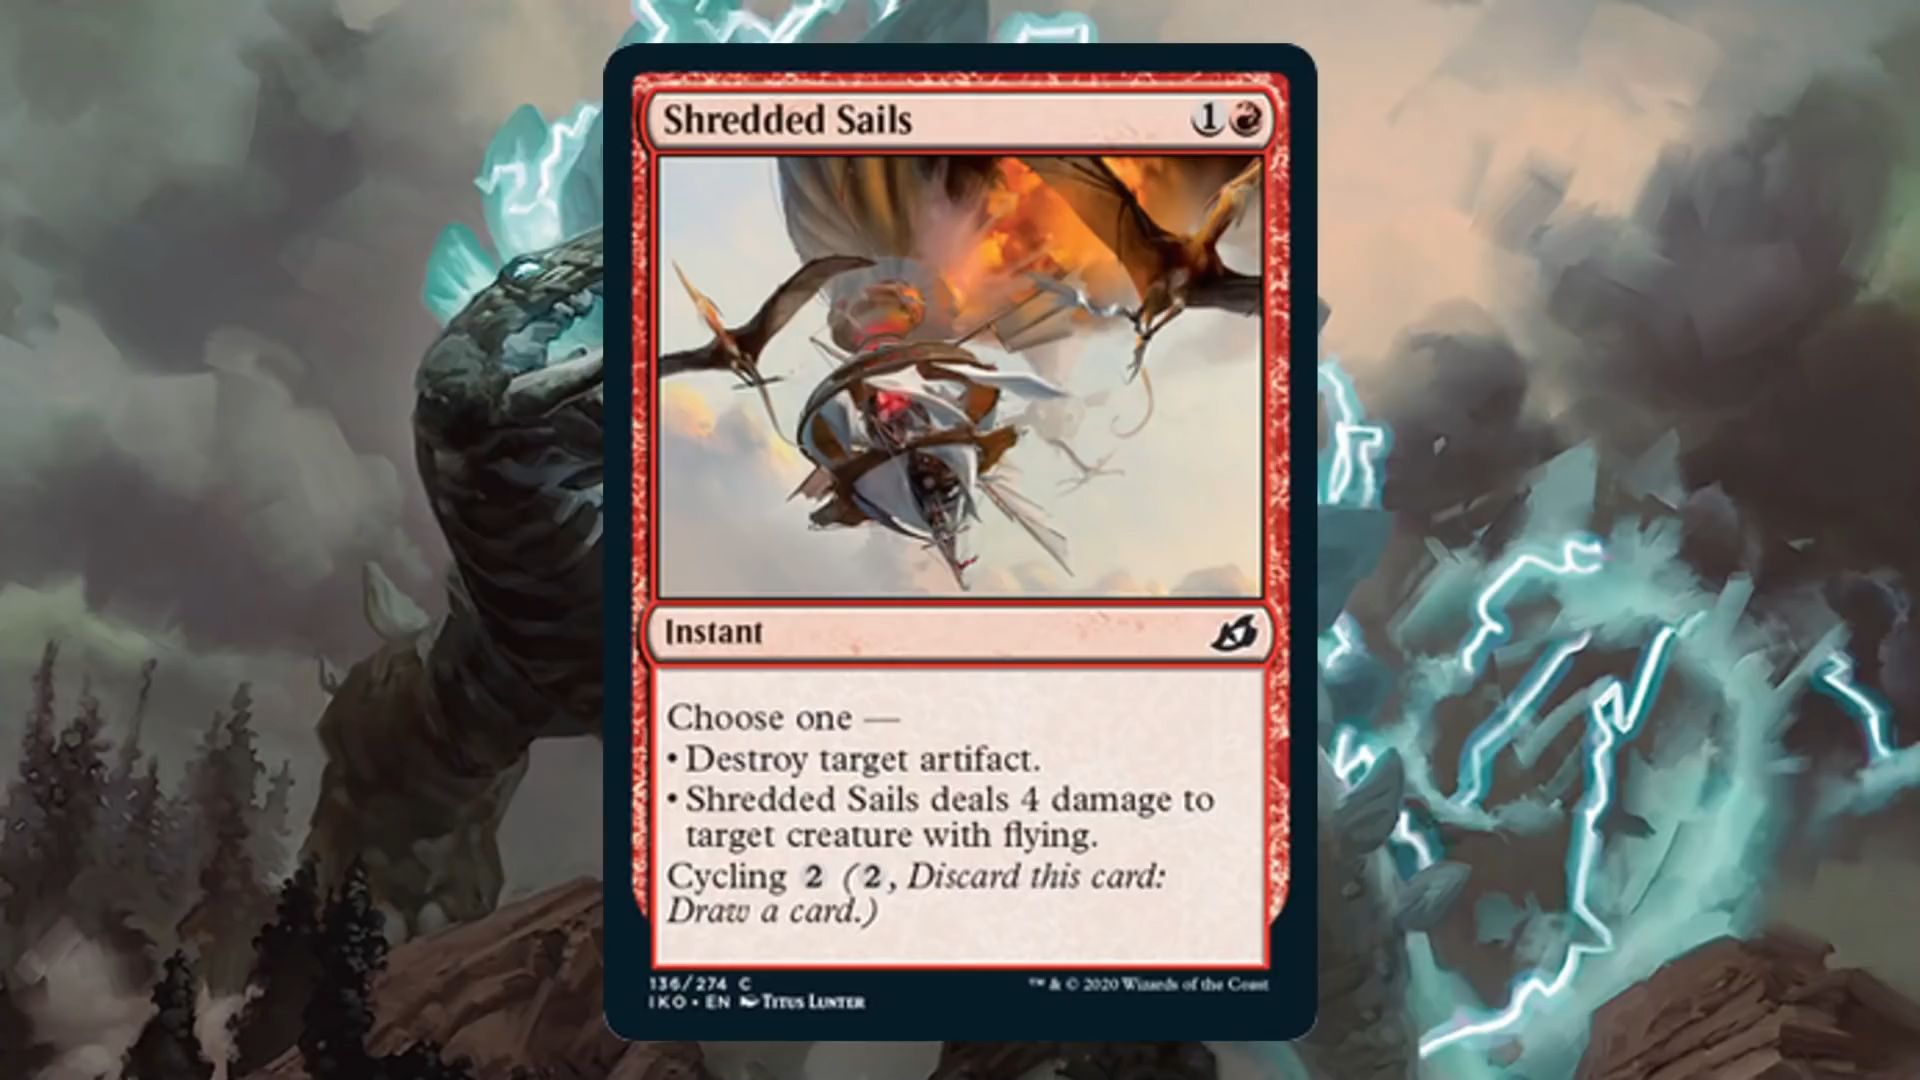 Shredded Sails 1
Instant
Choose one —
• Destroy target artifact.
• Shredded Sails deals 4 damage to
target creature with flying.
Cycling 2 (2, Discard this card:
Draw a card.)
136/274 C
IKO • EN Titus Lunter
™ & © 2020 Wizards of the Coast